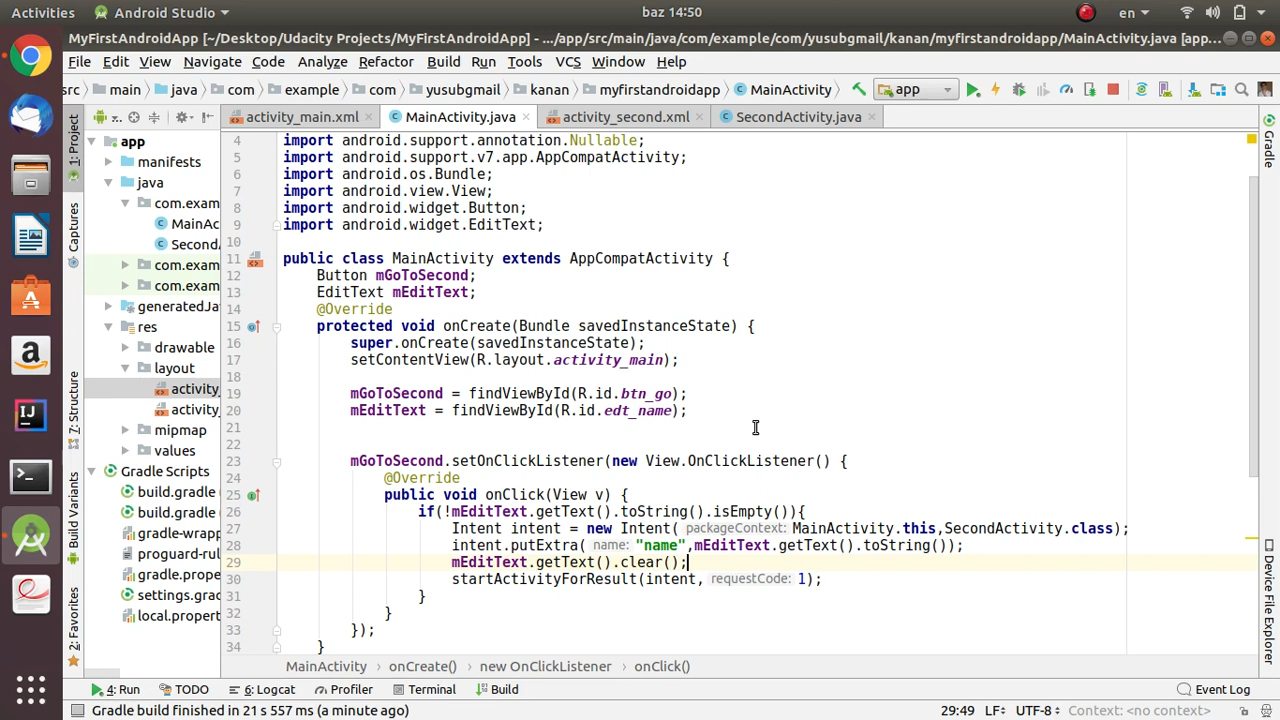 Activities Android Studio baz 14:50 en
MyFirstAndroidApp [~/Desktop/Udacity Projects/MyFirstAndroidApp] - .../app/src/main/java/com/example/com/yusubgmail/kanan/myfirstandroidapp/MainActivity.java [app...
File Edit View Navigate Code Analyze Refactor Build Run Tools VCS Window Help
src main java com example com yusubgmail kanan myfirstandroidapp MainActivity app
1: Project
Captures
7: Structure
Build Variants
2: Favorites
z..
app
manifests
java
com.exam
MainAc
Second
com.exam
com.exam
generatedJa
res
drawable
layout
activity_
activity_
mipmap
values
Gradle Scripts
build.gradle
build.gradle
gradle-wrapp
proguard-rul
gradle.prope
settings.grad
local.propert
activity_main.xml MainActivity.java activity_second.xml SecondActivity.java
4 import android.support.annotation.Nullable;
5 import android.support.v7.app.AppCompatActivity;
6 import android.os.Bundle;
7 import android.view.View;
8 import android.widget.Button;
9 import android.widget.EditText;
10
11 public class MainActivity extends AppCompatActivity {
12 Button mGoToSecond;
13 EditText mEditText;
14 @Override
15 protected void onCreate(Bundle savedInstanceState) {
16 super.onCreate(savedInstanceState);
17 setContentView(R.layout.activity_main);
18
19 mGoToSecond = findViewById(R.id.btn_go);
20 mEditText = findViewById(R.id.edt_name);
21
22
23 mGoToSecond.setOnClickListener(new View.OnClickListener() {
24 @Override
25 public void onClick(View v) {
26 if(!mEditText.getText().toString().isEmpty()){
27 Intent intent = new Intent( packageContext: MainActivity.this,SecondActivity.class);
28 intent.putExtra( name: "name",mEditText.getText().toString());
29 mEditText.getText().clear();
30 startActivityForResult(intent, requestCode: 1);
31 }
32 }
33 });
34 }
MainActivity onCreate() new OnClickListener onClick()
Gradle
Device File Explorer
4: Run TODO 6: Logcat Profiler Terminal Build Event Log
Gradle build finished in 21 s 557 ms (a minute ago) 29:49 LF UTF-8 Context: <no context>